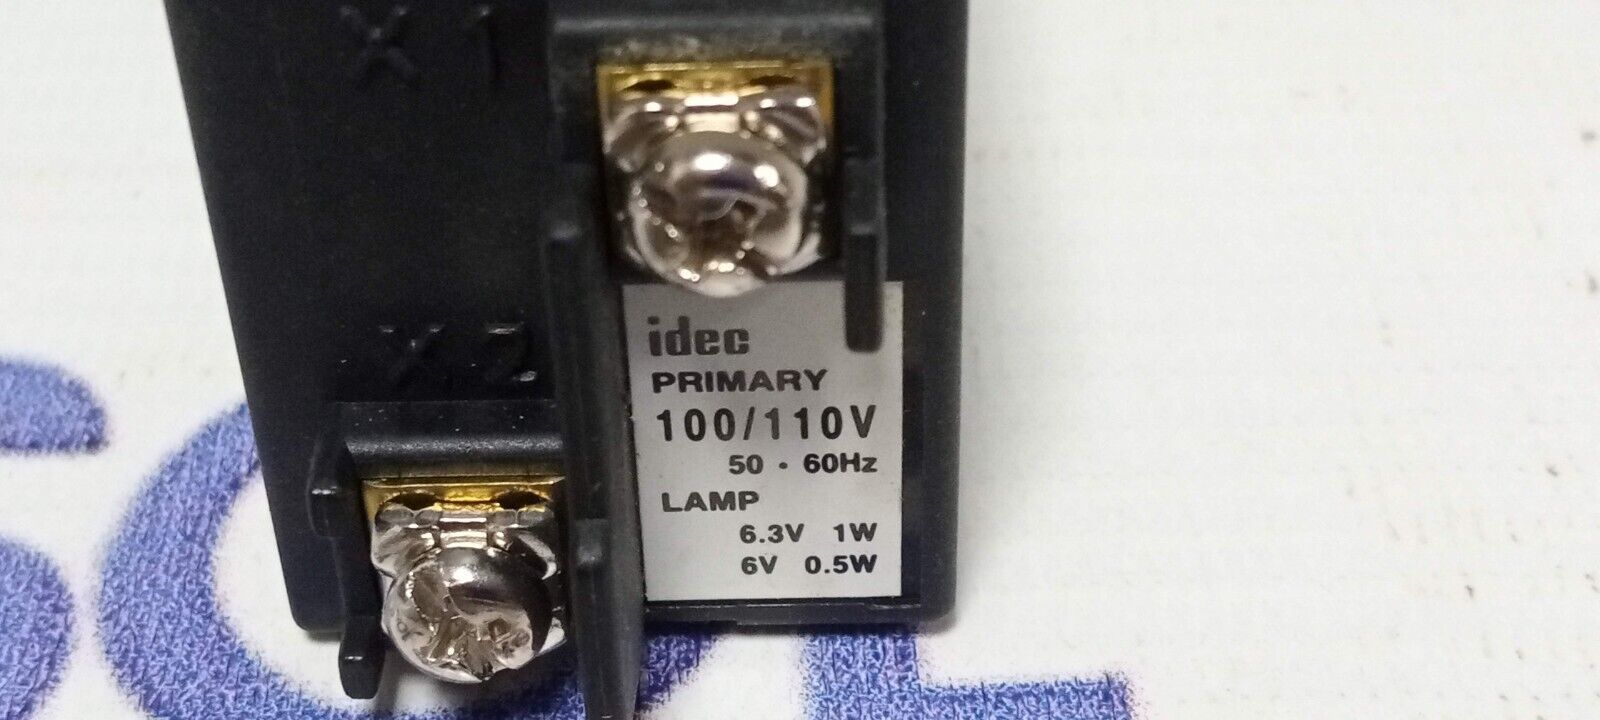 X1
X2
idec
PRIMARY
100/110V
50 • 60Hz
LAMP
6.3V 1W
6V 0.5W